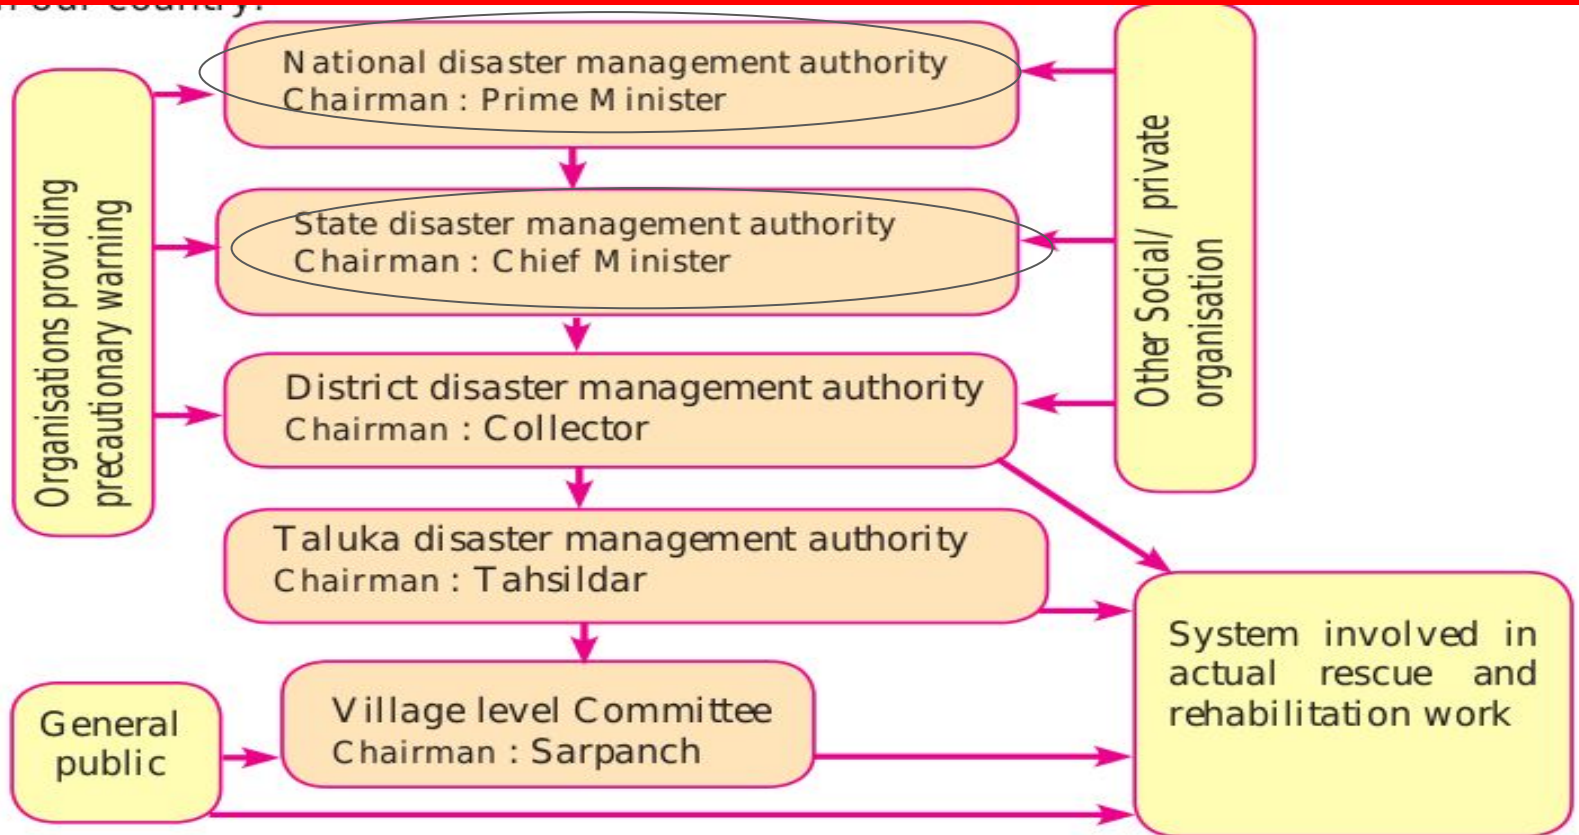 our country.
National disaster management authority
Chairman : Prime Minister
State disaster management authority
Chairman : Chief Minister
District disaster management authority
Chairman : Collector
Taluka disaster management authority
Chairman : Tahsildar
Village level Committee
Chairman : Sarpanch
Organisations providing
precautionary warning
Other Social/ private
organisation
General
public
System involved in
actual rescue and
rehabilitation work